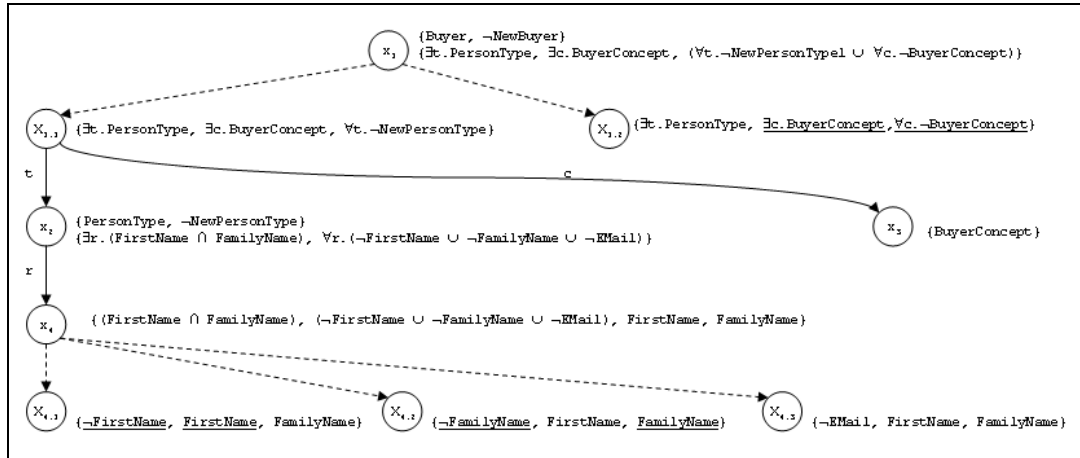 x₁
{Buyer, ¬NewBuyer}
{∃t.PersonType, ∃c.BuyerConcept, (∀t.¬NewPersonTypel ∪ ∀c.¬BuyerConcept)}
X₁.₁
{∃t.PersonType, ∃c.BuyerConcept, ∀t.¬NewPersonType}
X₁.₂
{∃t.PersonType, ∃c.BuyerConcept,∀c.¬BuyerConcept}
t
c
x₂
{PersonType, ¬NewPersonType}
{∃r.(FirstName ∩ FamilyName), ∀r.(¬FirstName ∪ ¬FamilyName ∪ ¬EMail)}
x₃
{BuyerConcept}
r
x₄
{(FirstName ∩ FamilyName), (¬FirstName ∪ ¬FamilyName ∪ ¬EMail), FirstName, FamilyName}
X₄.₁
{¬FirstName, FirstName, FamilyName}
X₄.₂
{¬FamilyName, FirstName, FamilyName}
X₄.₃
{¬EMail, FirstName, FamilyName}